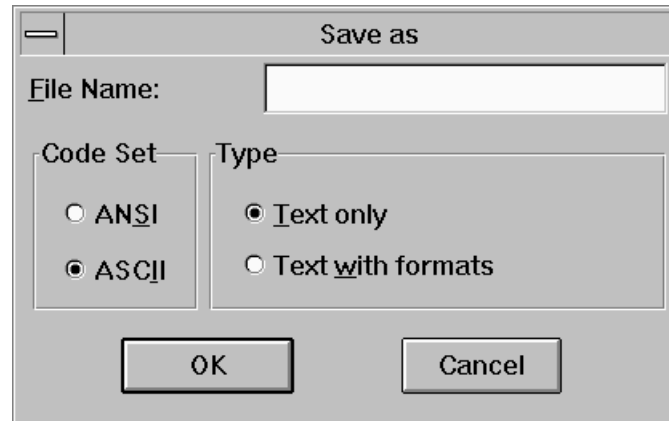 Save as
File Name:
Code Set
Type
ANSI
Text only
ASCII
Text with formats
OK
Cancel